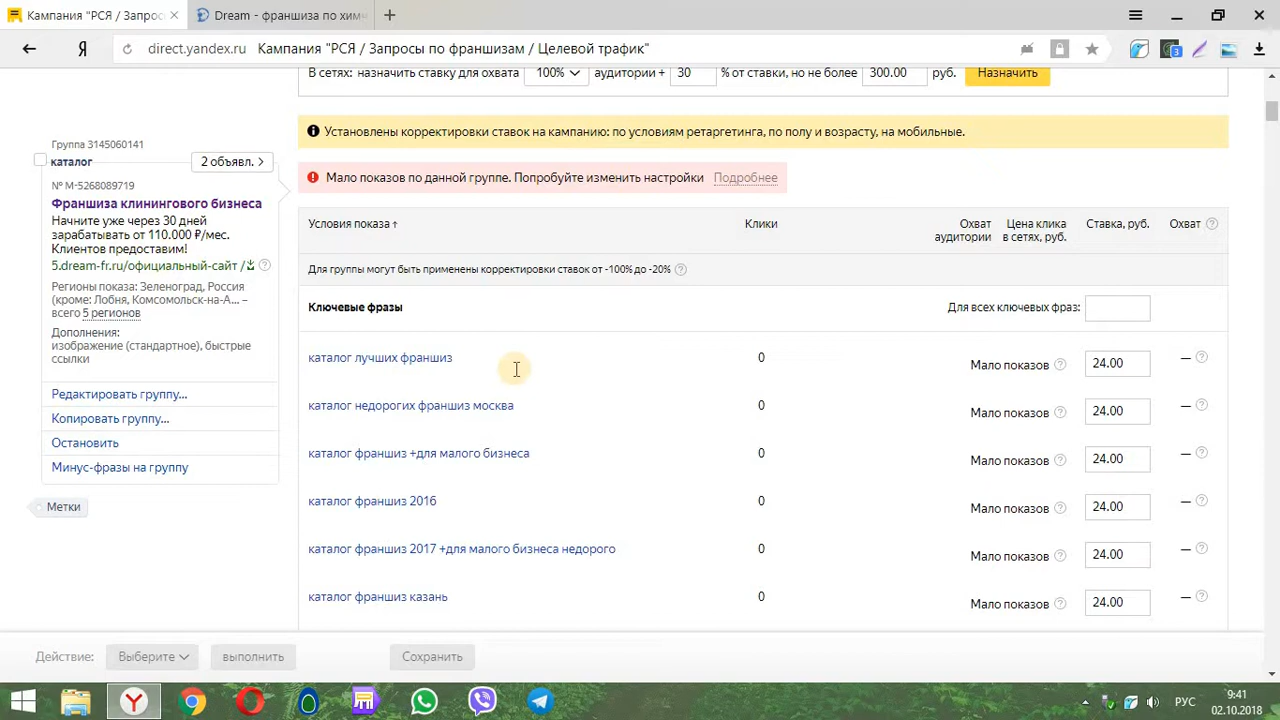 Кампания "РСЯ / Запрос
Dream - франшиза по хим
direct.yandex.ru Кампания "РСЯ / Запросы по франшизам / Целевой трафик"
3
В сетях: назначить ставку для охвата 100% аудитории + 30 % от ставки, но не более 300.00 руб. Назначить
Установлены корректировки ставок на кампанию: по условиям ретаргетинга, по полу и возрасту, на мобильные.
Мало показов по данной группе. Попробуйте изменить настройки Подробнее
Группа 3145060141
каталог 2 объявл.
№ M-5268089719
Франшиза клинингового бизнеса
Начните уже через 30 дней
зарабатывать от 110.000 ₽/мес.
Клиентов предоставим!
5.dream-fr.ru/официальный-сайт /
Регионы показа: Зеленоград, Россия
(кроме: Лобня, Комсомольск-на-А... –
всего 5 регионов
Дополнения:
изображение (стандартное), быстрые
ссылки
Редактировать группу...
Копировать группу...
Остановить
Минус-фразы на группу
Метки
Условия показа ↑ Клики Охват аудитории Цена клика в сетях, руб. Ставка, руб. Охват ?
Для группы могут быть применены корректировки ставок от -100% до -20% ?
Ключевые фразы Для всех ключевых фраз:
каталог лучших франшиз 0 Мало показов ? 24.00 — ?
каталог недорогих франшиз москва 0 Мало показов ? 24.00 — ?
каталог франшиз +для малого бизнеса 0 Мало показов ? 24.00 — ?
каталог франшиз 2016 0 Мало показов ? 24.00 — ?
каталог франшиз 2017 +для малого бизнеса недорого 0 Мало показов ? 24.00 — ?
каталог франшиз казань 0 Мало показов ? 24.00 — ?
Действие: Выберите выполнить Сохранить
РУС
9:41
02.10.2018